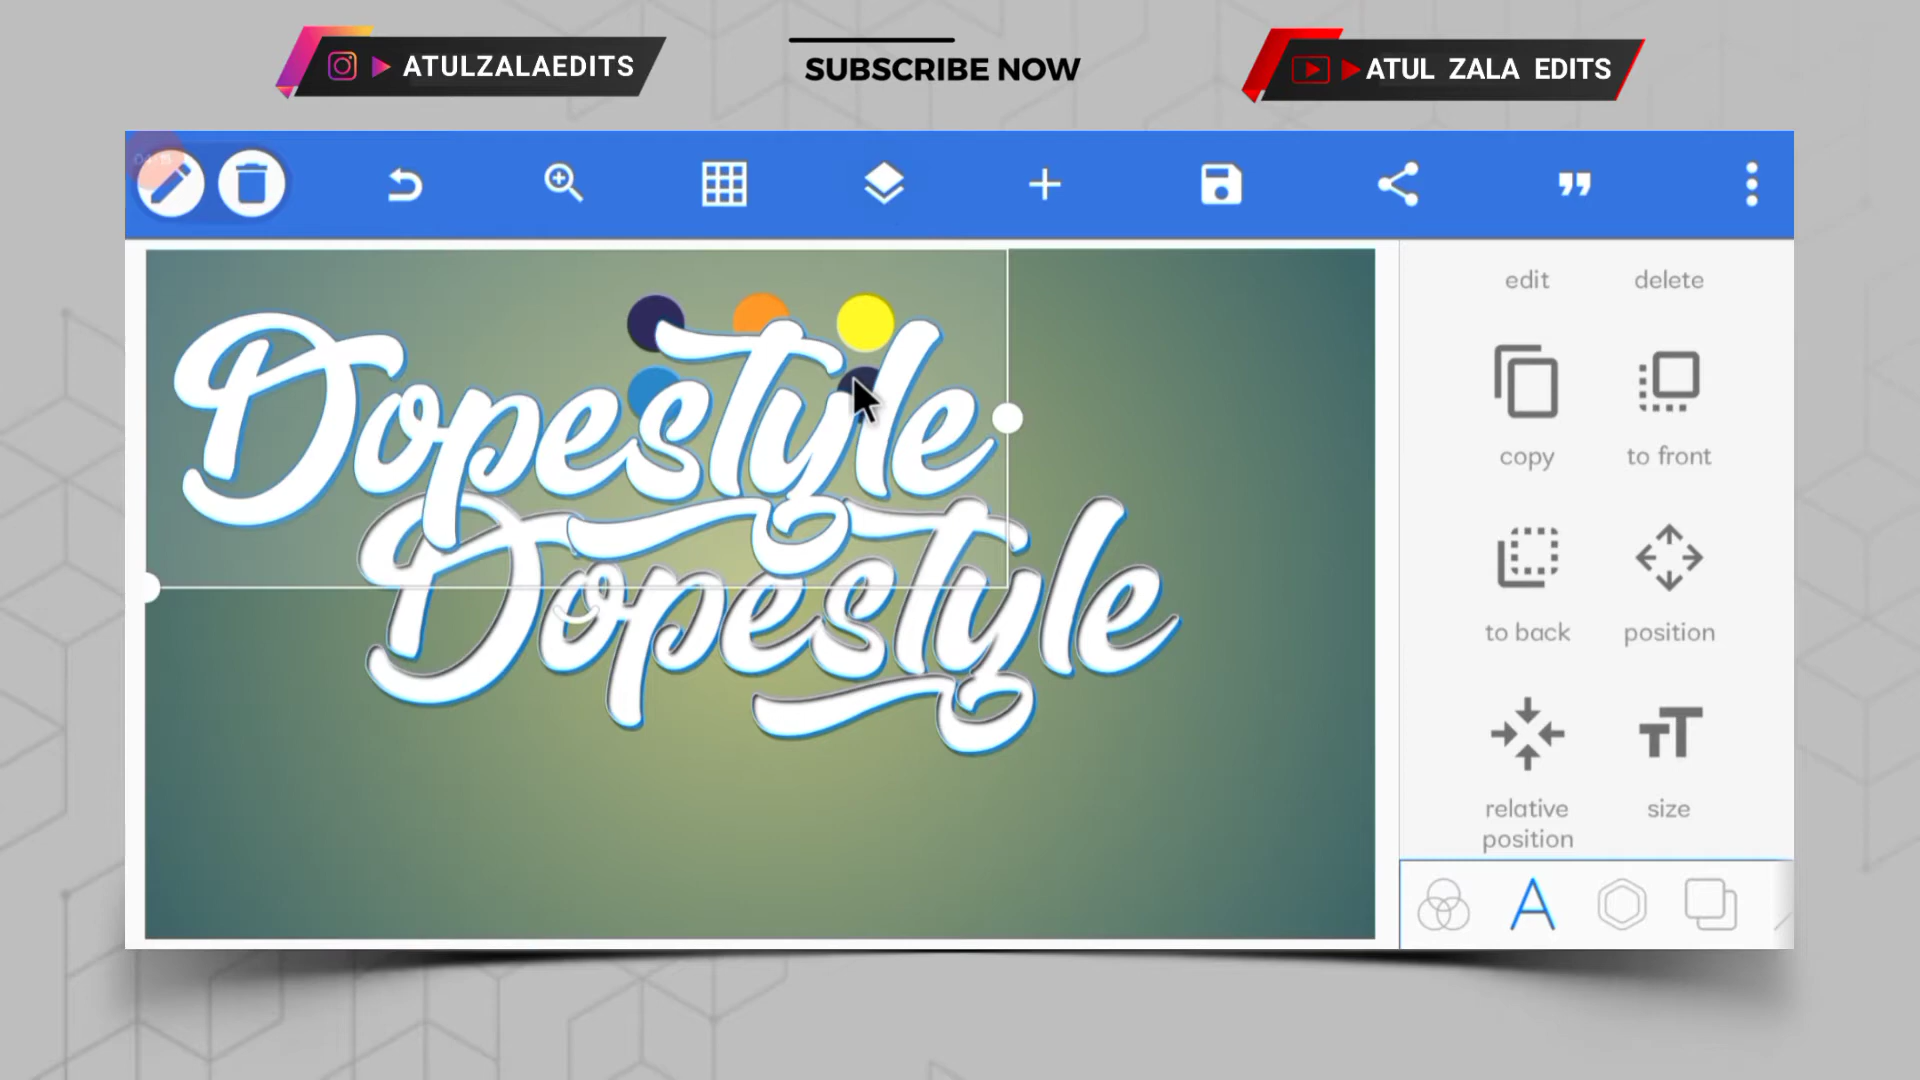 ATULZALAEDITS
SUBSCRIBE NOW
ATUL ZALA EDITS
Dopestyle
Dopestyle
edit
delete
copy
to front
to back
position
relative
position
size